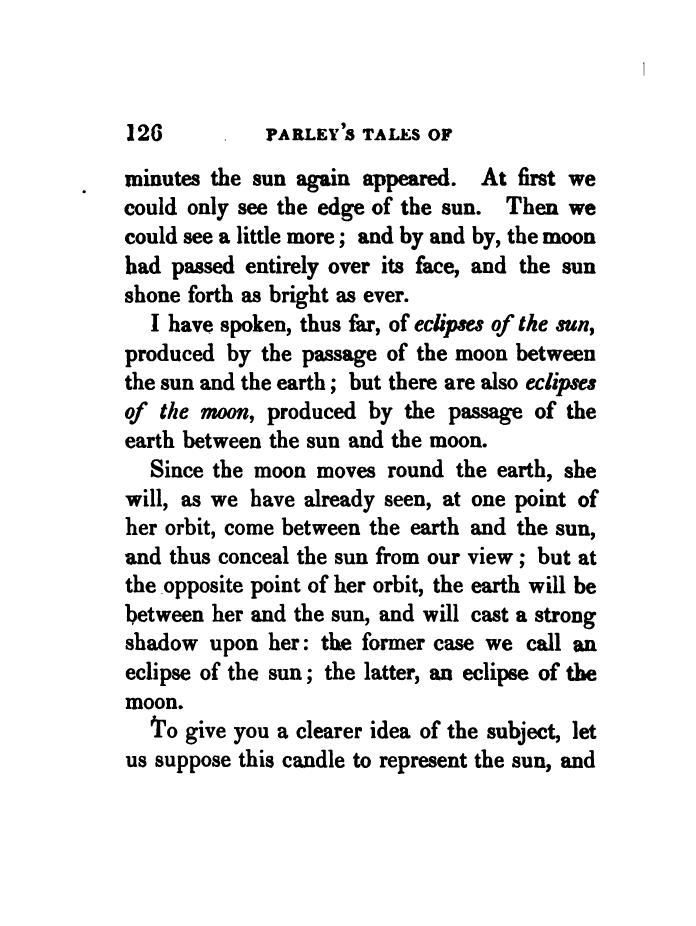 126 PARLEY'S TALES OF
minutes the sun again appeared. At first we
could only see the edge of the sun. Then we
could see a little more; and by and by, the moon
had passed entirely over its face, and the sun
shone forth as bright as ever.
I have spoken, thus far, of eclipses of the sun,
produced by the passage of the moon between
the sun and the earth; but there are also eclipses
of the moon, produced by the passage of the
earth between the sun and the moon.
Since the moon moves round the earth, she
will, as we have already seen, at one point of
her orbit, come between the earth and the sun,
and thus conceal the sun from our view; but at
the opposite point of her orbit, the earth will be
between her and the sun, and will cast a strong
shadow upon her: the former case we call an
eclipse of the sun; the latter, an eclipse of the
moon.
To give you a clearer idea of the subject, let
us suppose this candle to represent the sun, and